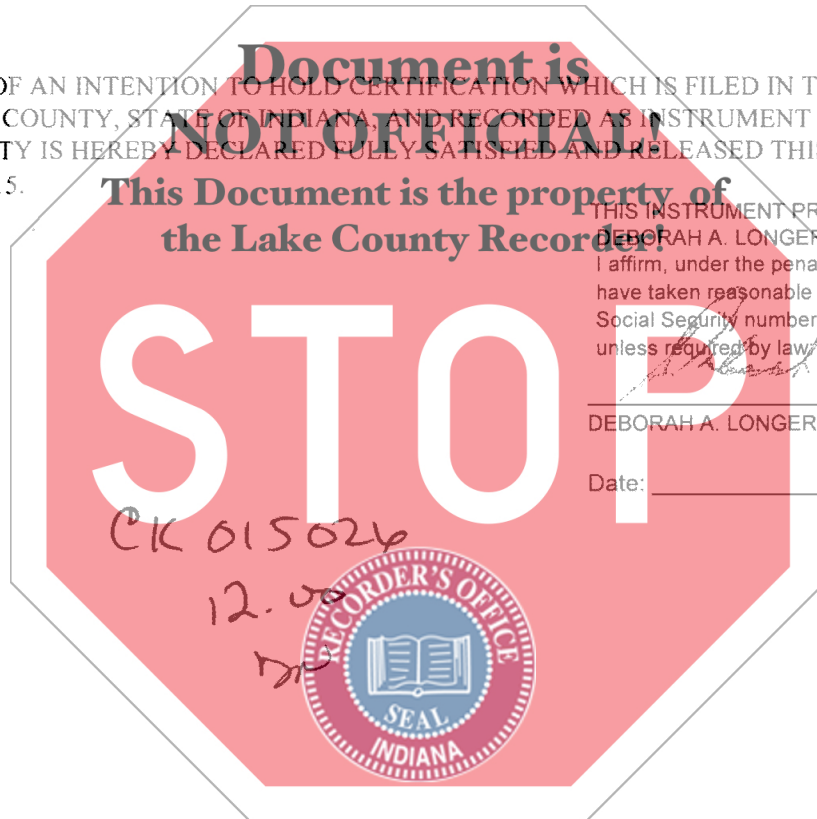 Document is
OF AN INTENTION TO HOLD CERTIFICATION WHICH IS FILED IN T
COUNTY, STATE OF INDIANA, AND RECORDED AS INSTRUMENT
NOT OFFICIAL!
TY IS HEREBY DECLARED FULLY SATISFIED AND RELEASED THIS
5.
This Document is the property of
the Lake County Recorder!
THIS INSTRUMENT PR
DEBORAH A. LONGER
I affirm, under the pena
have taken reasonable
Social Security number
unless required by law
STOP
DEBORAH A. LONGER
Date:
CK 015026
12.00
RECORDER'S OFFICE
SEAL
INDIANA